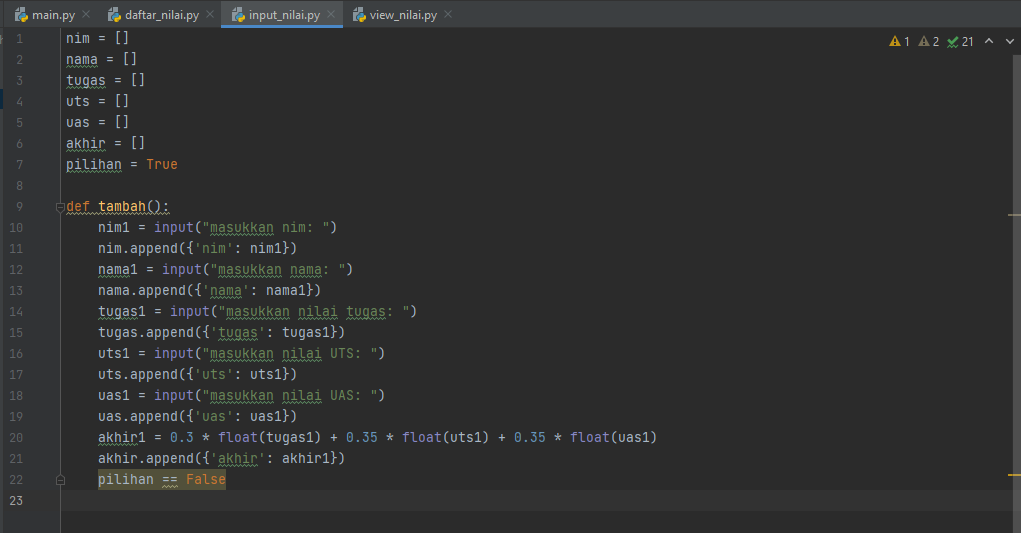 main.py daftar_nilai.py input_nilai.py view_nilai.py
1 nim = []
2 nama = []
3 tugas = []
4 uts = []
5 uas = []
6 akhir = []
7 pilihan = True
8
9 def tambah():
10 nim1 = input("masukkan nim: ")
11 nim.append({'nim': nim1})
12 nama1 = input("masukkan nama: ")
13 nama.append({'nama': nama1})
14 tugas1 = input("masukkan nilai tugas: ")
15 tugas.append({'tugas': tugas1})
16 uts1 = input("masukkan nilai UTS: ")
17 uts.append({'uts': uts1})
18 uas1 = input("masukkan nilai UAS: ")
19 uas.append({'uas': uas1})
20 akhir1 = 0.3 * float(tugas1) + 0.35 * float(uts1) + 0.35 * float(uas1)
21 akhir.append({'akhir': akhir1})
22 pilihan == False
23
1 2 21